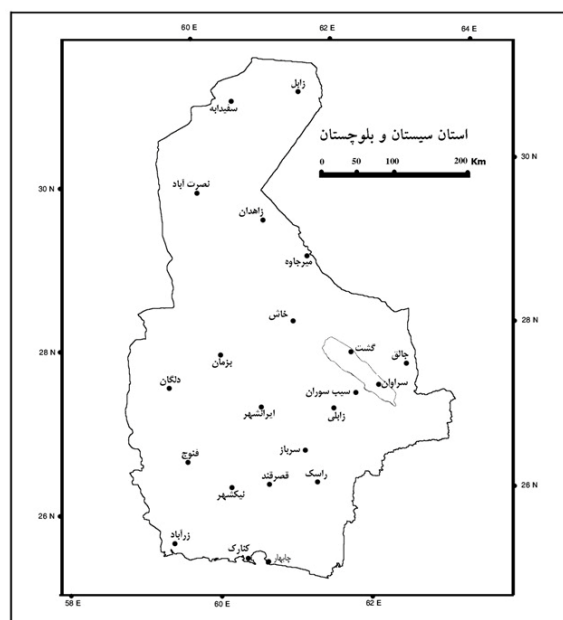 60 E
62 E
64 E
زابل
سفیدابه
استان سیستان و بلوچستان
0 50 100 200 Km
30 N
نصرت آباد
30 N
زاهدان
میرجاوه
خاش
28 N
گشت
جالق
28 N
بزمان
دلگان
سراوان
سیب سوران
ایرانشهر
زابلی
سرباز
فنوج
راسک
قصرقند
نیکشهر
26 N
26 N
زرآباد
کنارک
چابهار
58 E
60 E
62 E